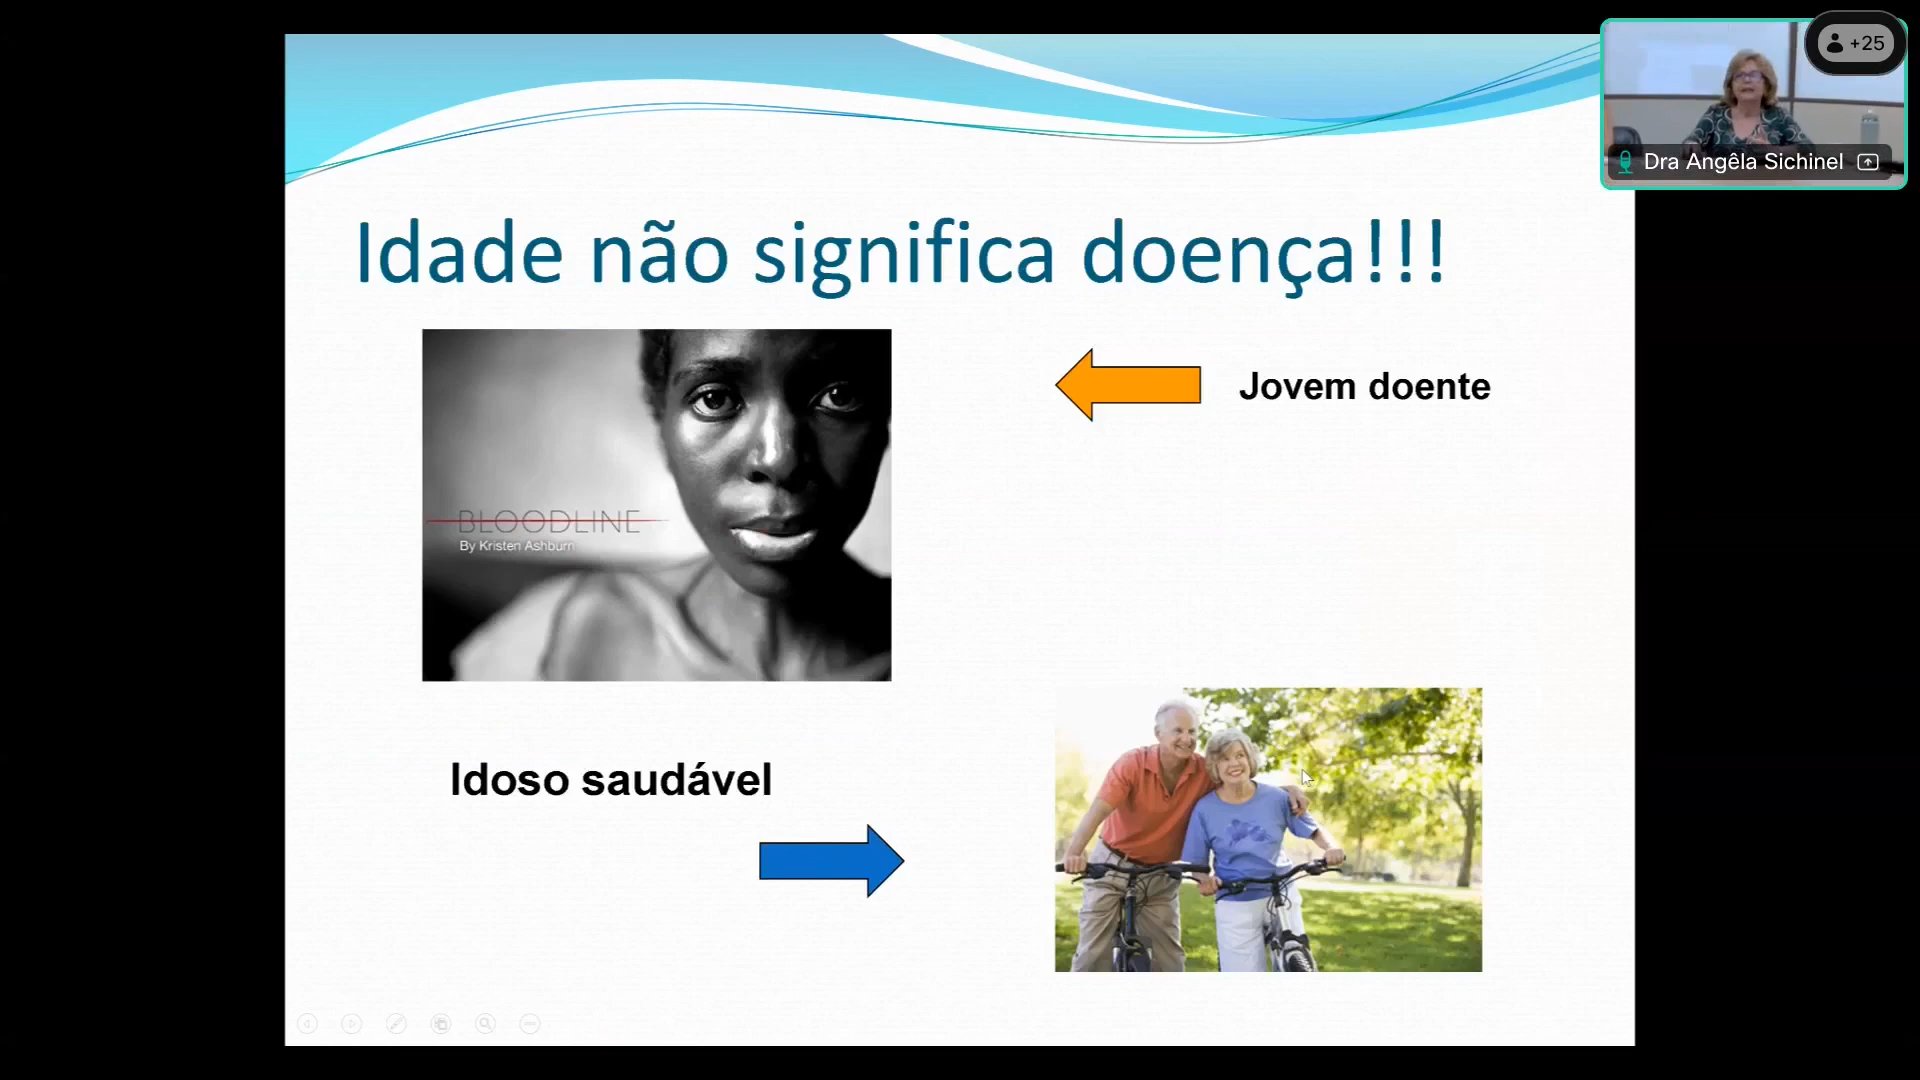 +25
Dra Angêla Sichinel
Idade não significa doença!!!
Jovem doente
BLOODLINE
By Kristen Ashburn
Idoso saudável